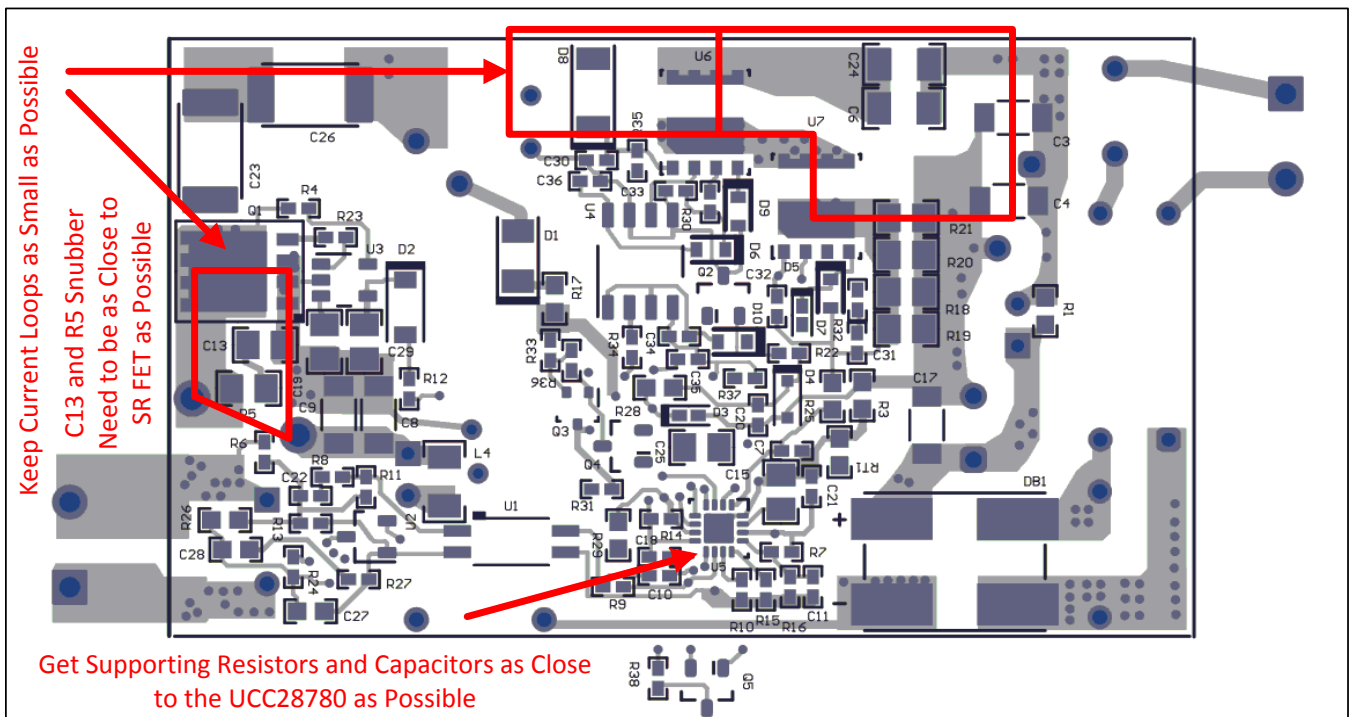 Keep Current Loops as Small as Possible
C13 and R5 Snubber
Need to be as Close to
SR FET as Possible
D8
U6
C24
C6
U7
C3
C26
C23
R35
C30
C36
C33
R4
Q1
R23
U3
D2
D1
U4
R30
D9
C4
R21
D6
Q2
C32
D5
R20
R17
D10
D7
R32
R18
R1
C13
C29
R33
R34
C34
R22
C31
R19
R36
C35
R12
C19
R37
D4
C17
R5
C9
C8
R28
D3
C20
R25
R3
Q3
R6
L4
Q4
C25
C7
RT1
R8
R11
C15
C22
R31
C21
DB1
R26
R13
U2
U1
R29
C18
R14
+
C28
U5
R7
R24
R27
C10
R9
C27
R10
R15
R16
C11
-
Get Supporting Resistors and Capacitors as Close
to the UCC28780 as Possible
R38
Q5